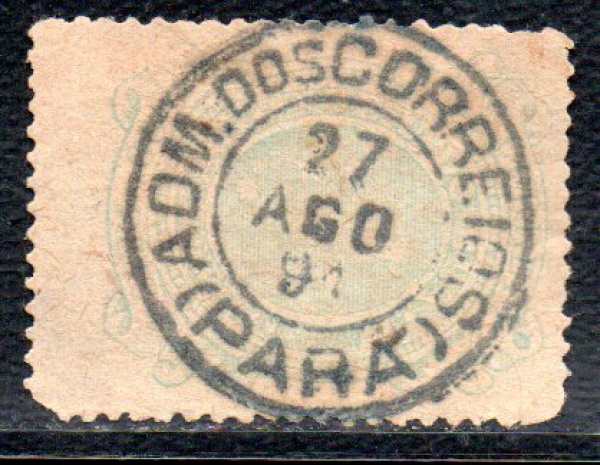 ADM. DOS CORREIOS
(PARÁ)
27
AGO